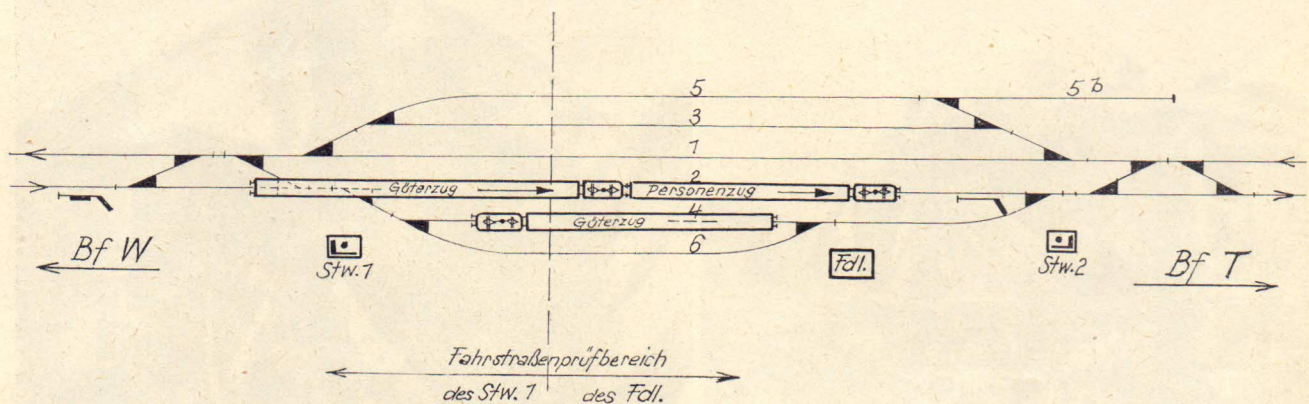 5
5b
3
1
2
Güterzug
Personenzug
4
Güterzug
6
Bf W
Stw.1
Fdl.
Stw.2
Bf T
Fahrstraßenprüfbereich
des Stw. 1 des Fdl.